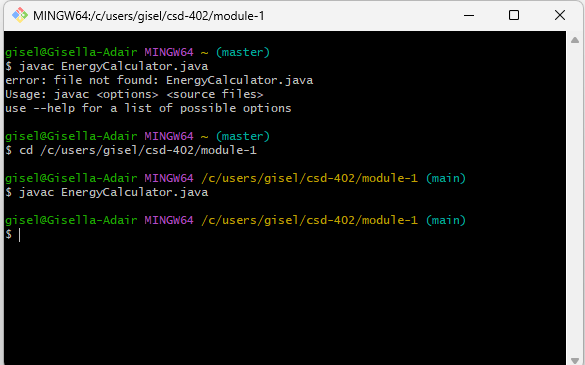 MINGW64:/c/users/gisel/csd-402/module-1
gisel@Gisella-Adair MINGW64 ~ (master)
$ javac EnergyCalculator.java
error: file not found: EnergyCalculator.java
Usage: javac <options> <source files>
use --help for a list of possible options
gisel@Gisella-Adair MINGW64 ~ (master)
$ cd /c/users/gisel/csd-402/module-1
gisel@Gisella-Adair MINGW64 /c/users/gisel/csd-402/module-1 (main)
$ javac EnergyCalculator.java
gisel@Gisella-Adair MINGW64 /c/users/gisel/csd-402/module-1 (main)
$